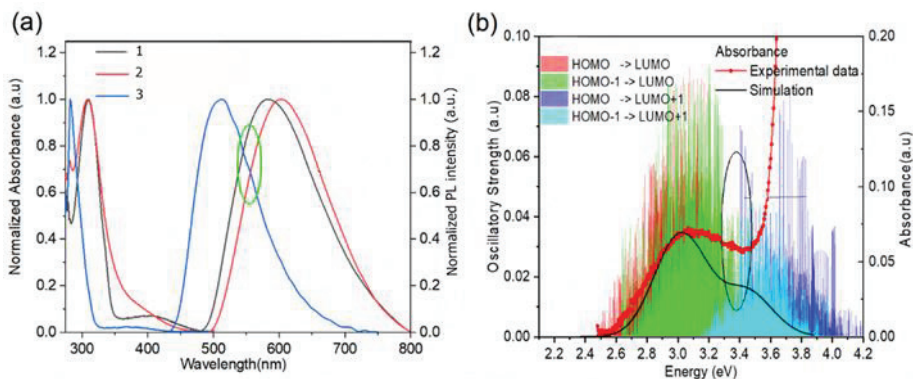 (a)
1
2
3
Normalized Absorbance (a.u)
1.2
1.0
0.8
0.6
0.4
0.2
0.0
300
400
500
600
700
800
Wavelength(nm)
1.2
1.0
0.8
0.6
0.4
0.2
0.0
Normalized PL intensity (a.u.)
(b)
HOMO -> LUMO
HOMO-1 -> LUMO
HOMO -> LUMO+1
HOMO-1 -> LUMO+1
Absorbance
Experimental data
Simulation
Oscillatory Strength (a.u)
0.10
0.08
0.06
0.04
0.02
0.00
2.2
2.6
3.0
3.2
3.4
3.6
3.8
4.0
4.2
Energy (eV)
0.20
0.15
0.10
0.05
0.00
Absorbance(a.u)